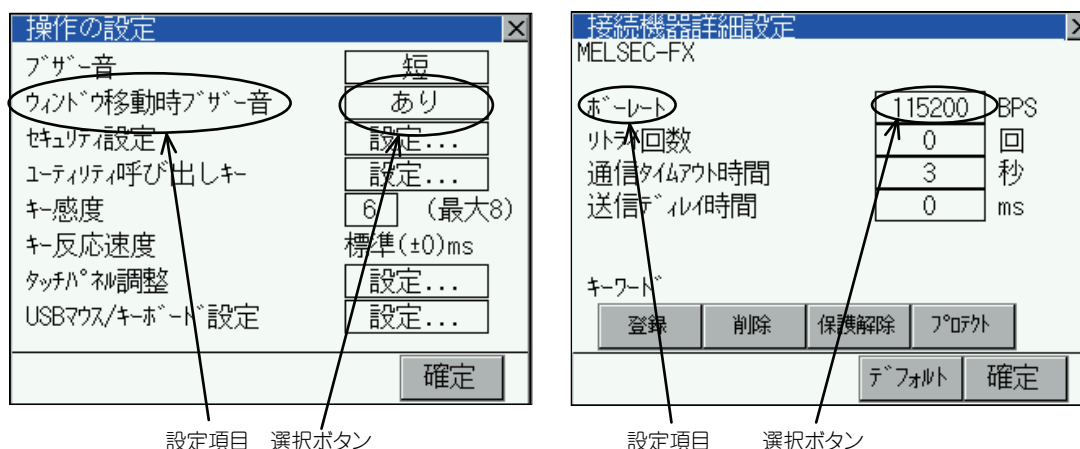 操作の設定 ×
ブザー音 短
ウィンドウ移動時ブザー音 あり
セキュリティ設定 設定...
ユーティリティ呼び出しキー 設定...
キー感度 6 (最大8)
キー反応速度 標準(±0)ms
タッチパネル調整 設定...
USBマウス/キーボード設定 設定...
確定
設定項目 選択ボタン
接続機器詳細設定
MELSEC-FX
ボーレート 115200 BPS
リトライ回数 0 回
通信タイムアウト時間 3 秒
送信ディレイ時間 0 ms
キーワード
登録 削除 保護解除 プロテクト
デフォルト 確定
設定項目 選択ボタン